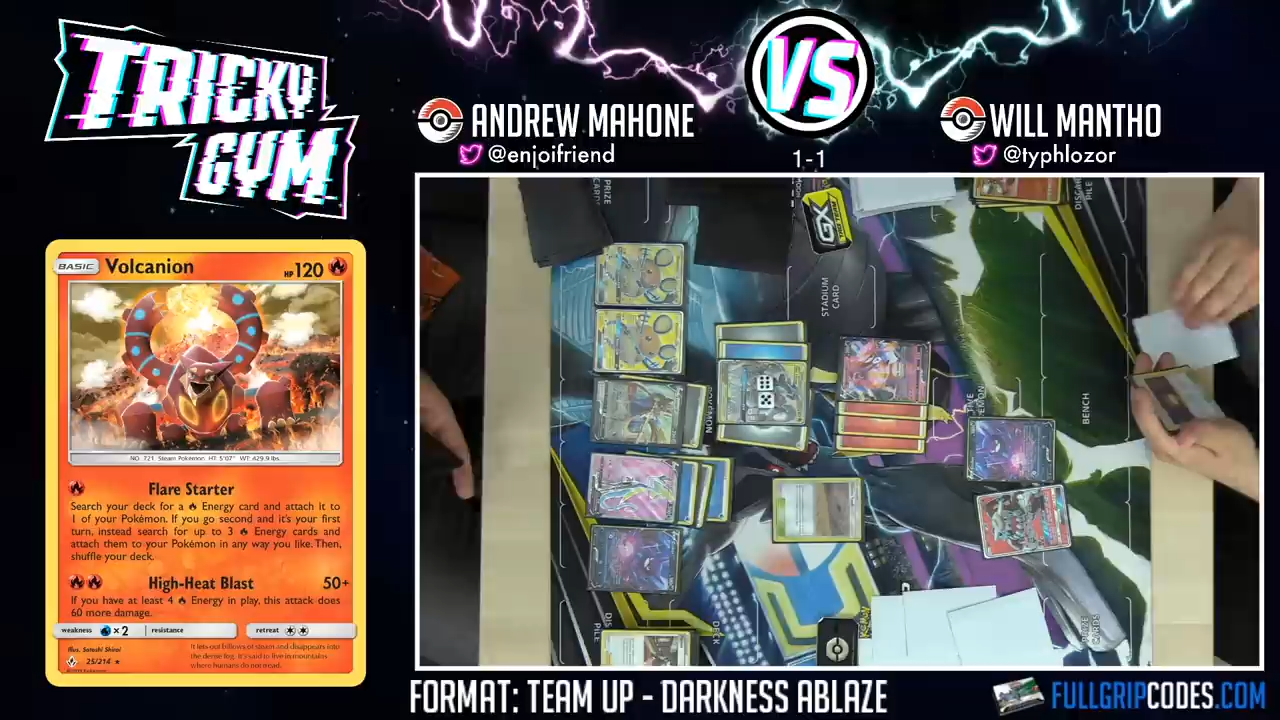 TRICKY
GYM
VS
ANDREW MAHONE
@enjoifriend
1-1
WILL MANTHO
@typhlozor
BASIC
Volcanion
HP 120
NO. 721 Steam Pokémon HT: 5'07" WT: 429.9 lbs.
Flare Starter
Search your deck for a Energy card and attach it to
1 of your Pokémon. If you go second and it's your first
turn, instead search for up to 3 Energy cards and
attach them to your Pokémon in any way you like. Then,
shuffle your deck.
High-Heat Blast 50+
If you have at least 4 Energy in play, this attack does
60 more damage.
weakness x2 resistance retreat
Illus. Satoshi Shirai
25/214
It lets out billows of steam and disappears into
the dense fog. It's said to live in mountains
where humans do not tread.
PRIZE
CARDS
GX
STADIUM
CARD
DISCARD
PILE
BENCH
DECK
PRIZE
CARDS
FORMAT: TEAM UP - DARKNESS ABLAZE
FULLGRIPCODES.COM